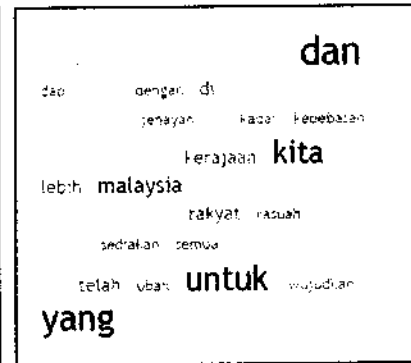 dan
dap dengan di
jenayah kadar kebebasan
kerajaan kita
lebih malaysia
rakyat rasuah
sedralan semua
telah ubah untuk wujudkan
yang